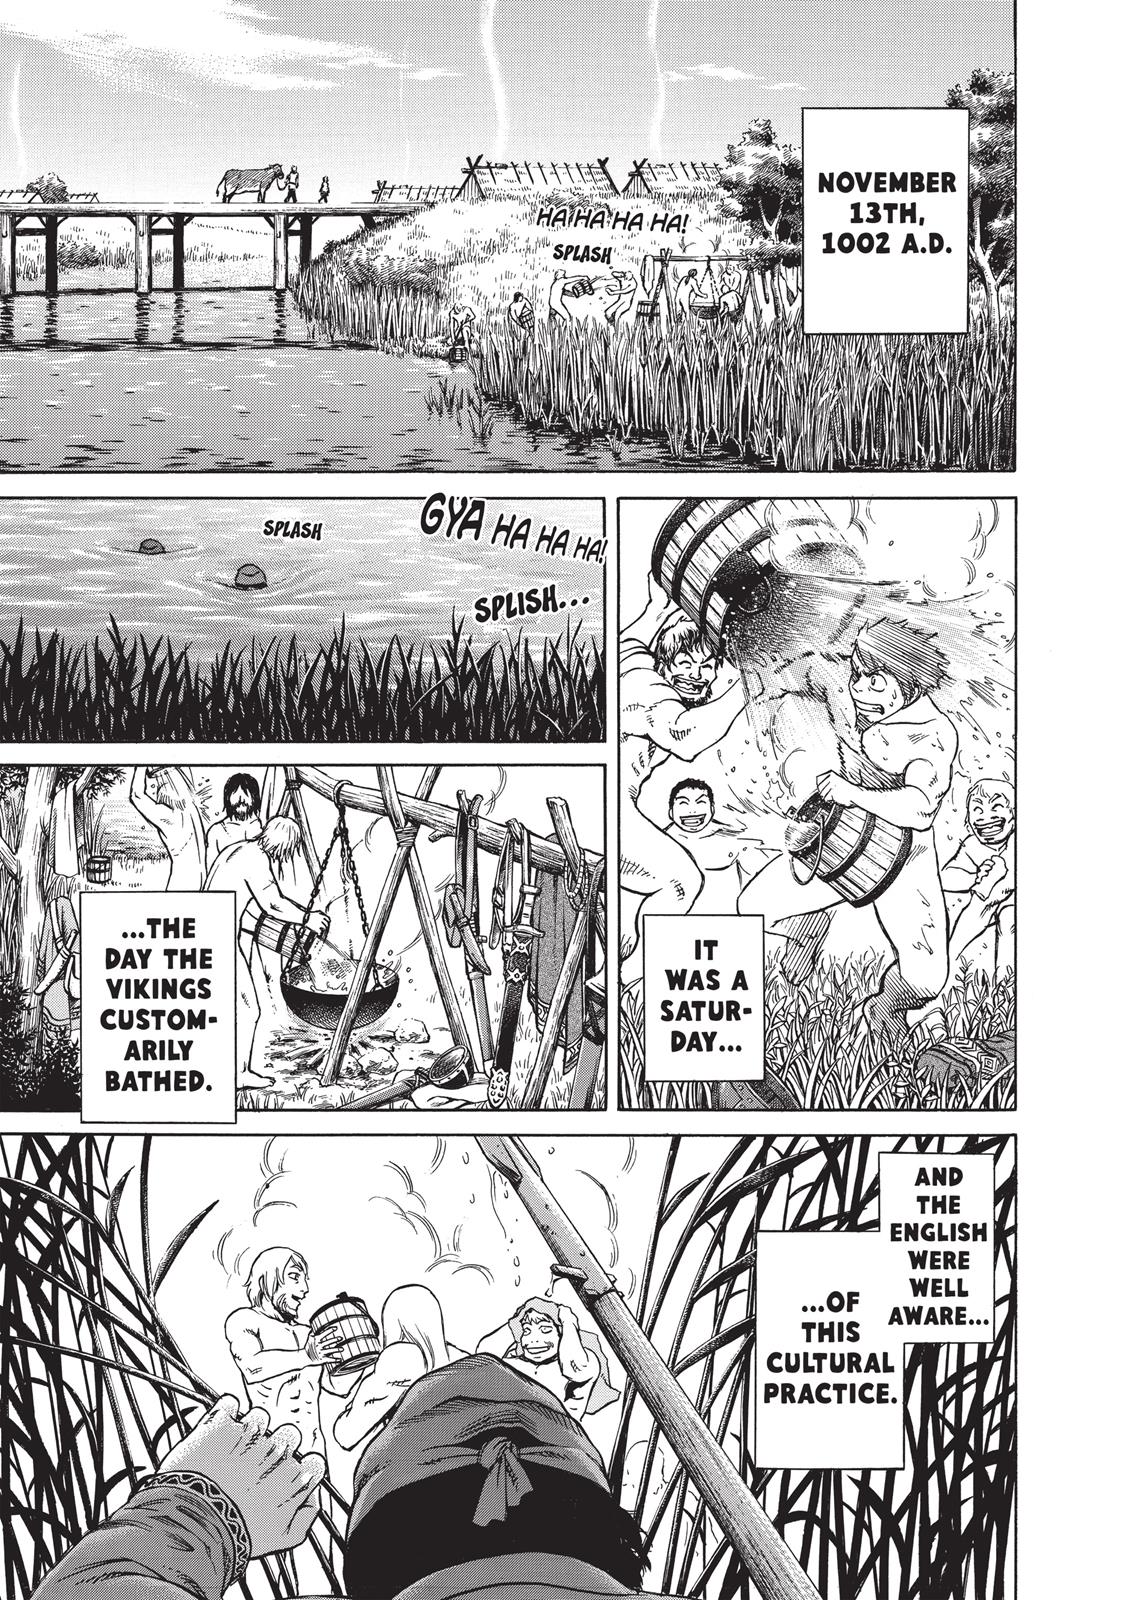 NOVEMBER
13TH,
1002 A.D.
HA HA HA HA!
SPLASH
GYA HA HA HA!
SPLASH
SPLISH...
IT
WAS A
SATUR-
DAY...
...THE
DAY THE
VIKINGS
CUSTOM-
ARILY
BATHED.
AND
THE
ENGLISH
WERE
WELL
AWARE...
...OF
THIS
CULTURAL
PRACTICE.